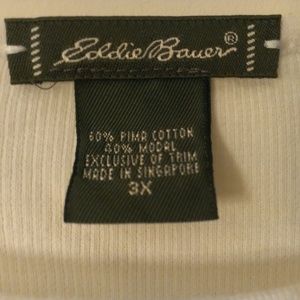 Eddie Bauer®
60% PIMA COTTON
40% MODAL
EXCLUSIVE OF TRIM
MADE IN SINGAPORE
3X